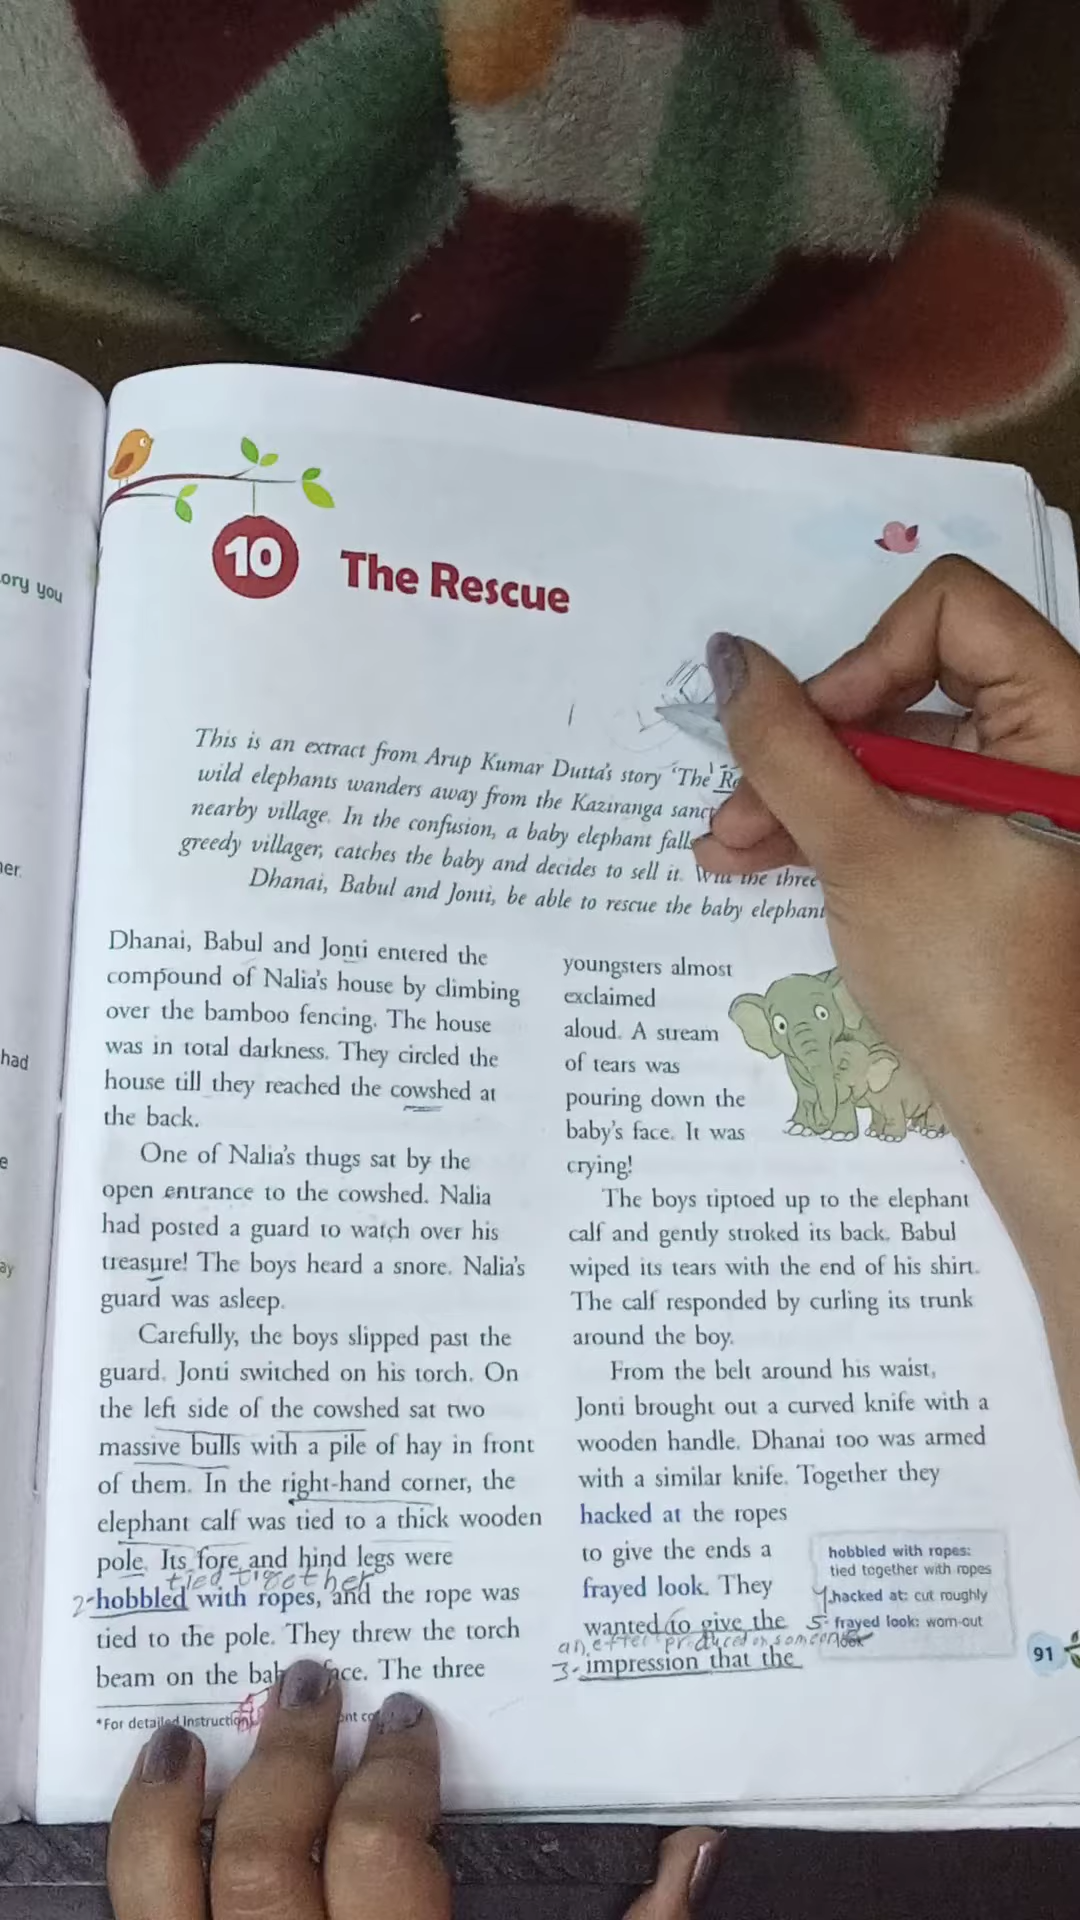 ory you
her
had
e
ay
10 The Rescue
This is an extract from Arup Kumar Dutta's story 'The
wild elephants wanders away from the Kaziranga
nearby village. In the confusion, a baby elephant falls
greedy villager, catches the baby and decides to sell it. Will the three
Dhanai, Babul and Jonti, be able to rescue the baby elephant
Dhanai, Babul and Jonti entered the
compound of Nalia's house by climbing
over the bamboo fencing. The house
was in total darkness. They circled the
house till they reached the cowshed at
the back.
One of Nalia's thugs sat by the
open entrance to the cowshed. Nalia
had posted a guard to watch over his
treasure! The boys heard a snore. Nalia's
guard was asleep.
Carefully, the boys slipped past the
guard. Jonti switched on his torch. On
the left side of the cowshed sat two
massive bulls with a pile of hay in front
of them. In the right-hand corner, the
elephant calf was tied to a thick wooden
pole. Its fore and hind legs were
tied together
2- hobbled with ropes, and the rope was
tied to the pole. They threw the torch
beam on the face. The three
*For detailed Instruction
youngsters almost
exclaimed
aloud. A stream
of tears was
pouring down the
baby's face. It was
crying!
The boys tiptoed up to the elephant
calf and gently stroked its back. Babul
wiped its tears with the end of his shirt.
The calf responded by curling its trunk
around the boy.
From the belt around his waist,
Jonti brought out a curved knife with a
wooden handle. Dhanai too was armed
with a similar knife. Together they
hacked at the ropes
to give the ends a
frayed look. They
wanted to give the
an effet produced on someone
3- impression that the
hobbled with ropes:
tied together with ropes
hacked at: cut roughly
5- frayed look: worn-out
look
91